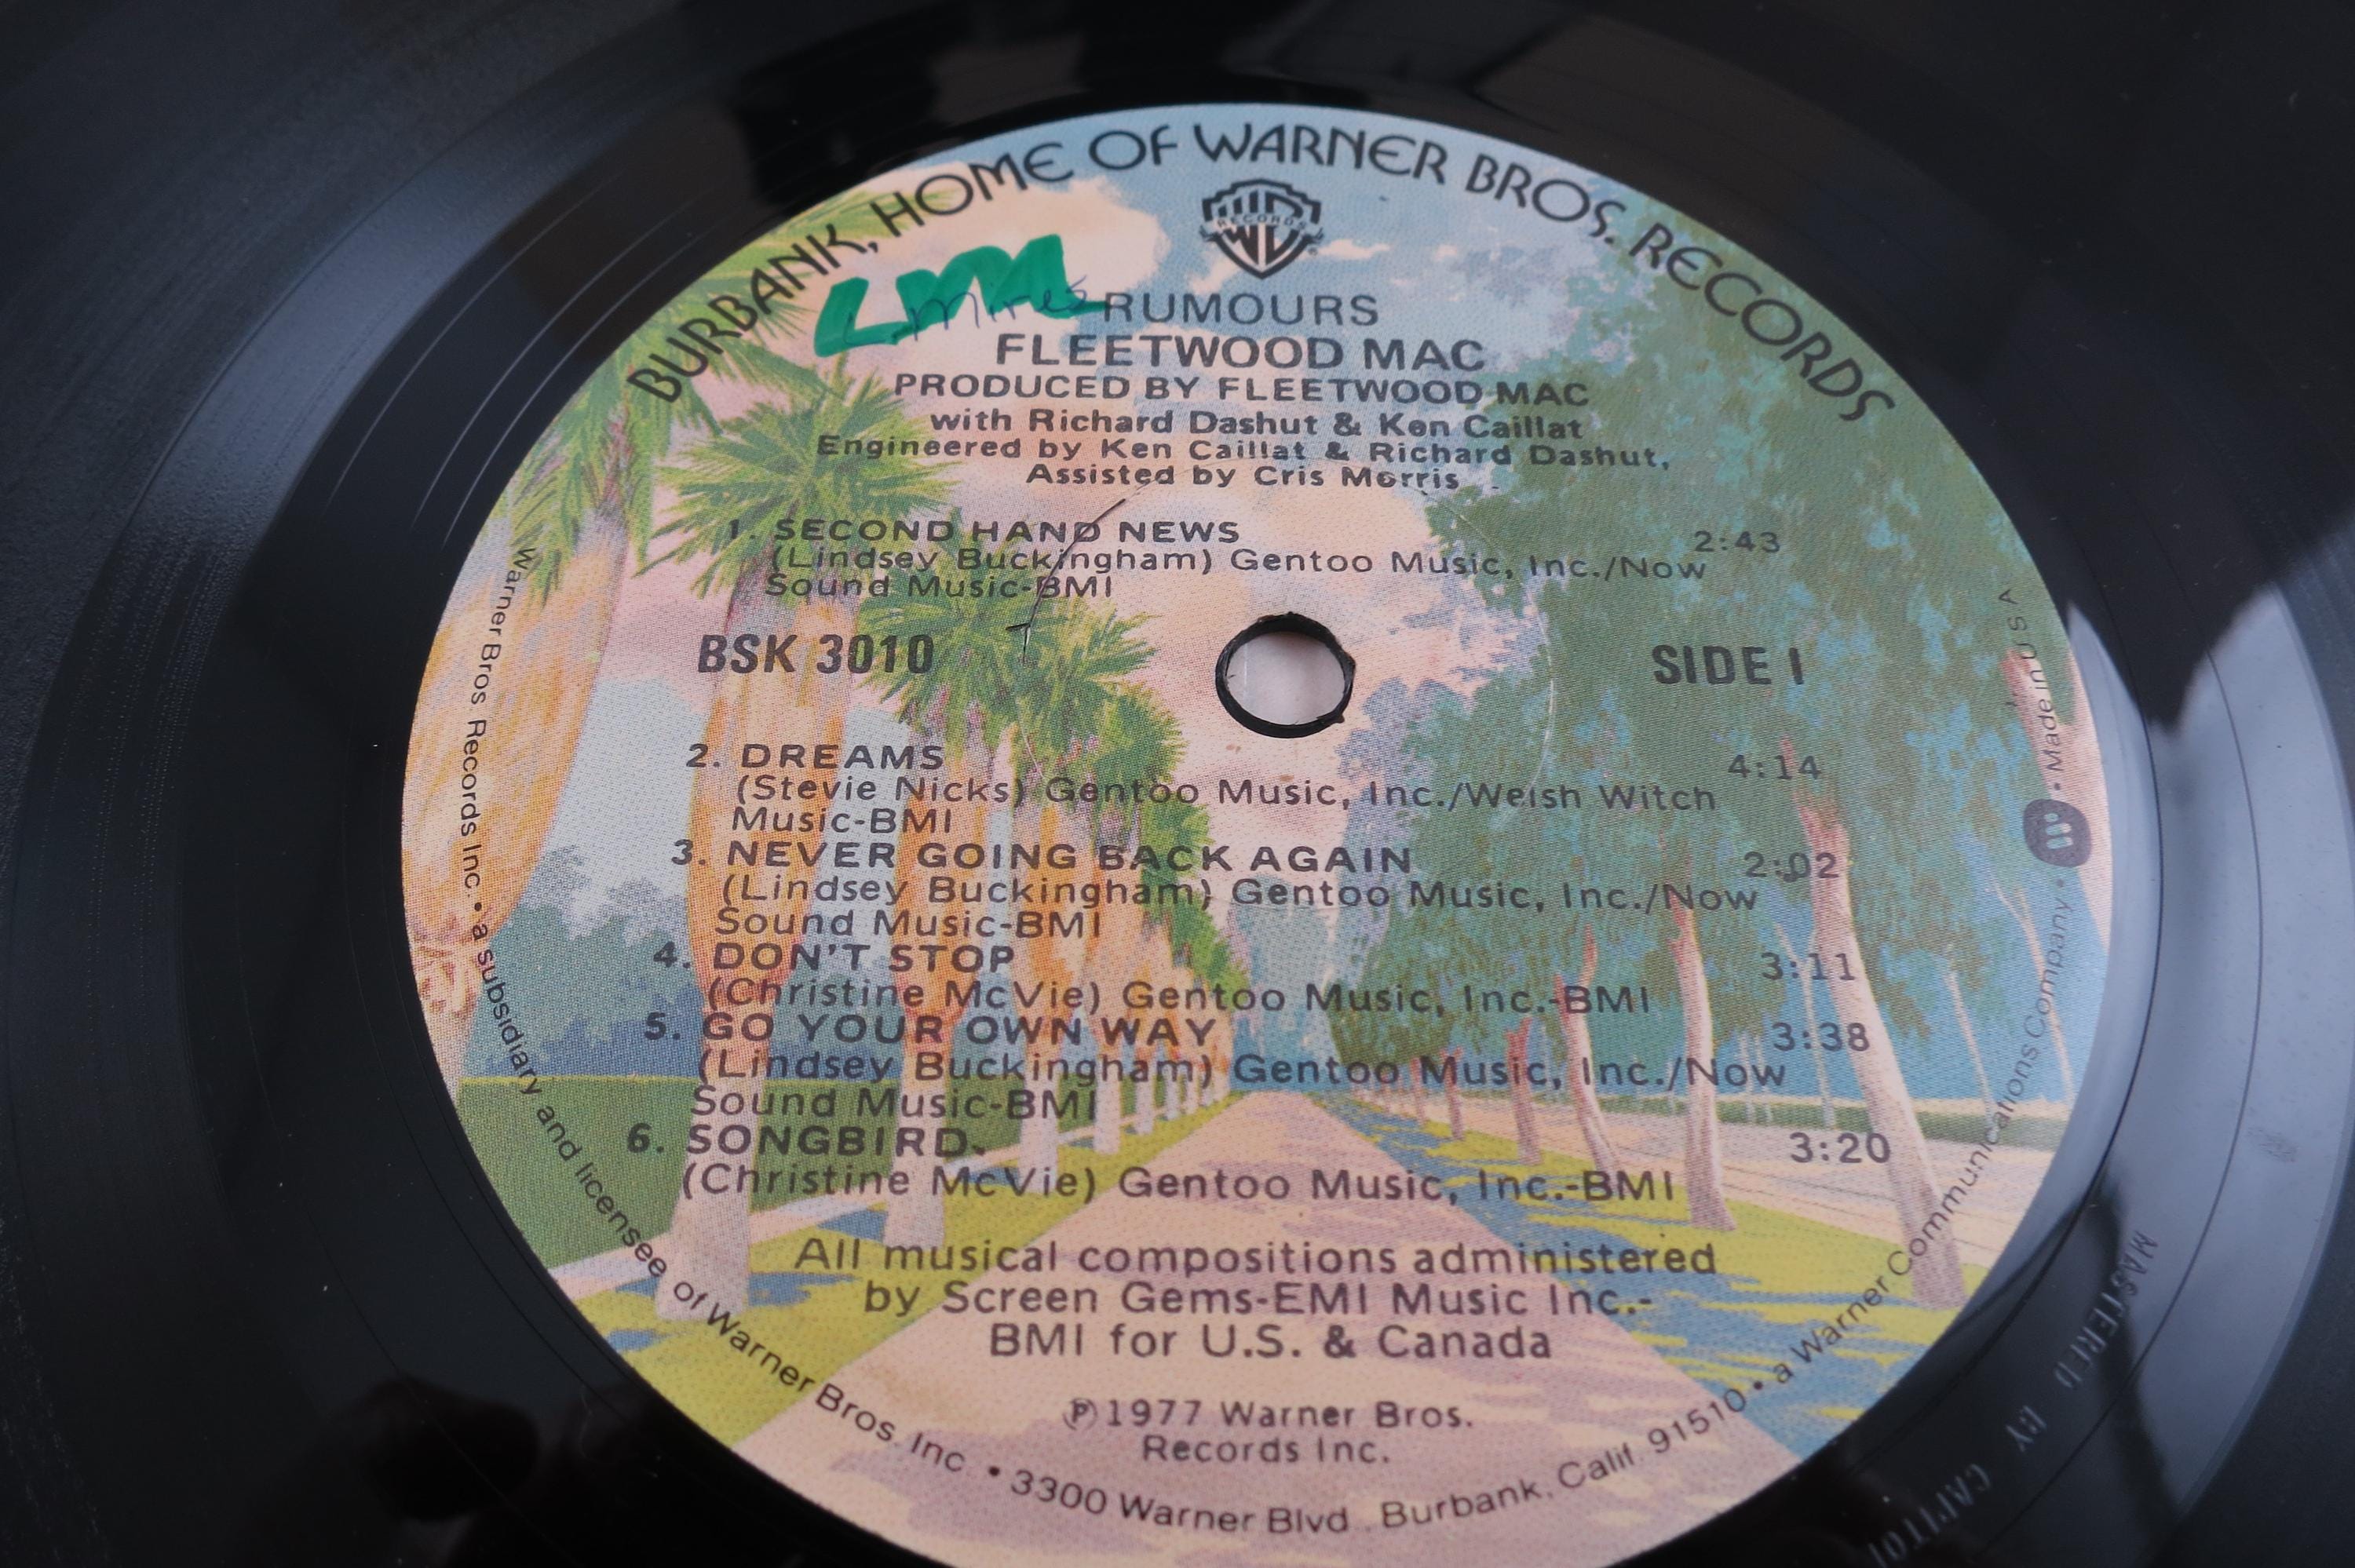 BURBANK, HOME OF WARNER BROS. RECORDS
RECORDS
RUMOURS
FLEETWOOD MAC
PRODUCED BY FLEETWOOD MAC
with Richard Dashut & Ken Caillat
Engineered by Ken Caillat & Richard Dashut,
Assisted by Cris Morris
1. SECOND HAND NEWS 2:43
(Lindsey Buckingham) Gentoo Music, Inc./Now
Sound Music-BMI
BSK 3010 SIDE 1
2. DREAMS 4:14
(Stevie Nicks) Gentoo Music, Inc./Welsh Witch
Music-BMI
3. NEVER GOING BACK AGAIN 2:02
(Lindsey Buckingham) Gentoo Music, Inc./Now
Sound Music-BMI
4. DON'T STOP 3:11
(Christine McVie) Gentoo Music, Inc.-BMI
5. GO YOUR OWN WAY 3:38
(Lindsey Buckingham) Gentoo Music, Inc./Now
Sound Music-BMI
6. SONGBIRD 3:20
(Christine McVie) Gentoo Music, Inc.-BMI
All musical compositions administered
by Screen Gems-EMI Music Inc.-
BMI for U.S. & Canada
℗1977 Warner Bros.
Records Inc.
Warner Bros. Records Inc. • a subsidiary and licensee of Warner Bros. Inc. • 3300 Warner Blvd., Burbank, Calif. 91510 • a Warner Communications Company • Made in U S A
MASTERED BY CAPITOL